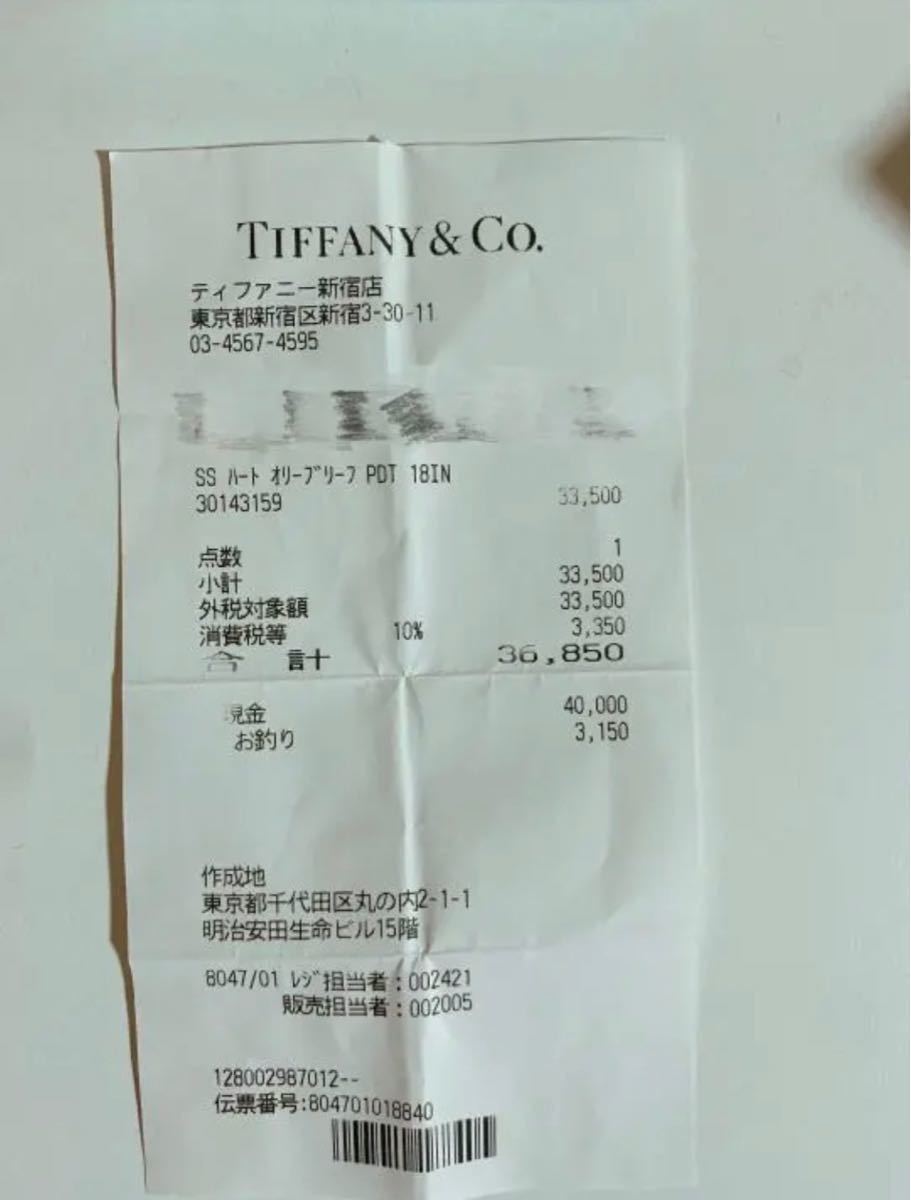 TIFFANY & CO.
ティファニー新宿店
東京都新宿区新宿3-30-11
03-4567-4595
SS ﾊｰﾄ ｵﾘｰﾌﾞﾘｰﾌ PDT 18IN
30143159 33,500
点数 1
小計 33,500
外税対象額 33,500
消費税等 10% 3,350
合 計 36,850
現金 40,000
お釣り 3,150
作成地
東京都千代田区丸の内2-1-1
明治安田生命ビル15階
8047/01 ﾚｼﾞ担当者:002421
販売担当者:002005
128002987012--
伝票番号:804701018840